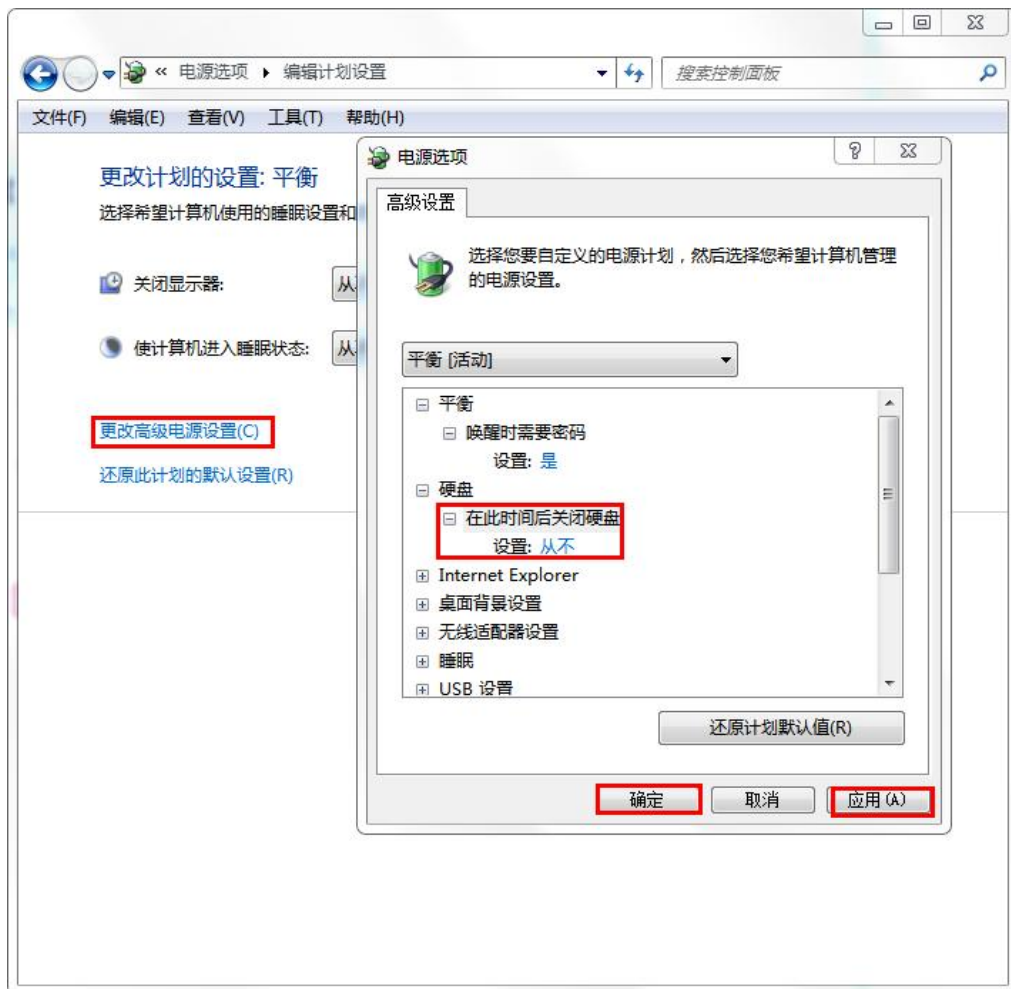 « 电源选项 ▸ 编辑计划设置
搜索控制面板
文件(F) 编辑(E) 查看(V) 工具(T) 帮助(H)
更改计划的设置: 平衡
选择希望计算机使用的睡眠设置和
关闭显示器:
从
使计算机进入睡眠状态:
从
更改高级电源设置(C)
还原此计划的默认设置(R)
电源选项
高级设置
选择您要自定义的电源计划，然后选择您希望计算机管理
的电源设置。
平衡 [活动]
平衡
唤醒时需要密码
设置: 是
硬盘
在此时间后关闭硬盘
设置: 从不
Internet Explorer
桌面背景设置
无线适配器设置
睡眠
USB 设置
还原计划默认值(R)
确定 取消 应用(A)